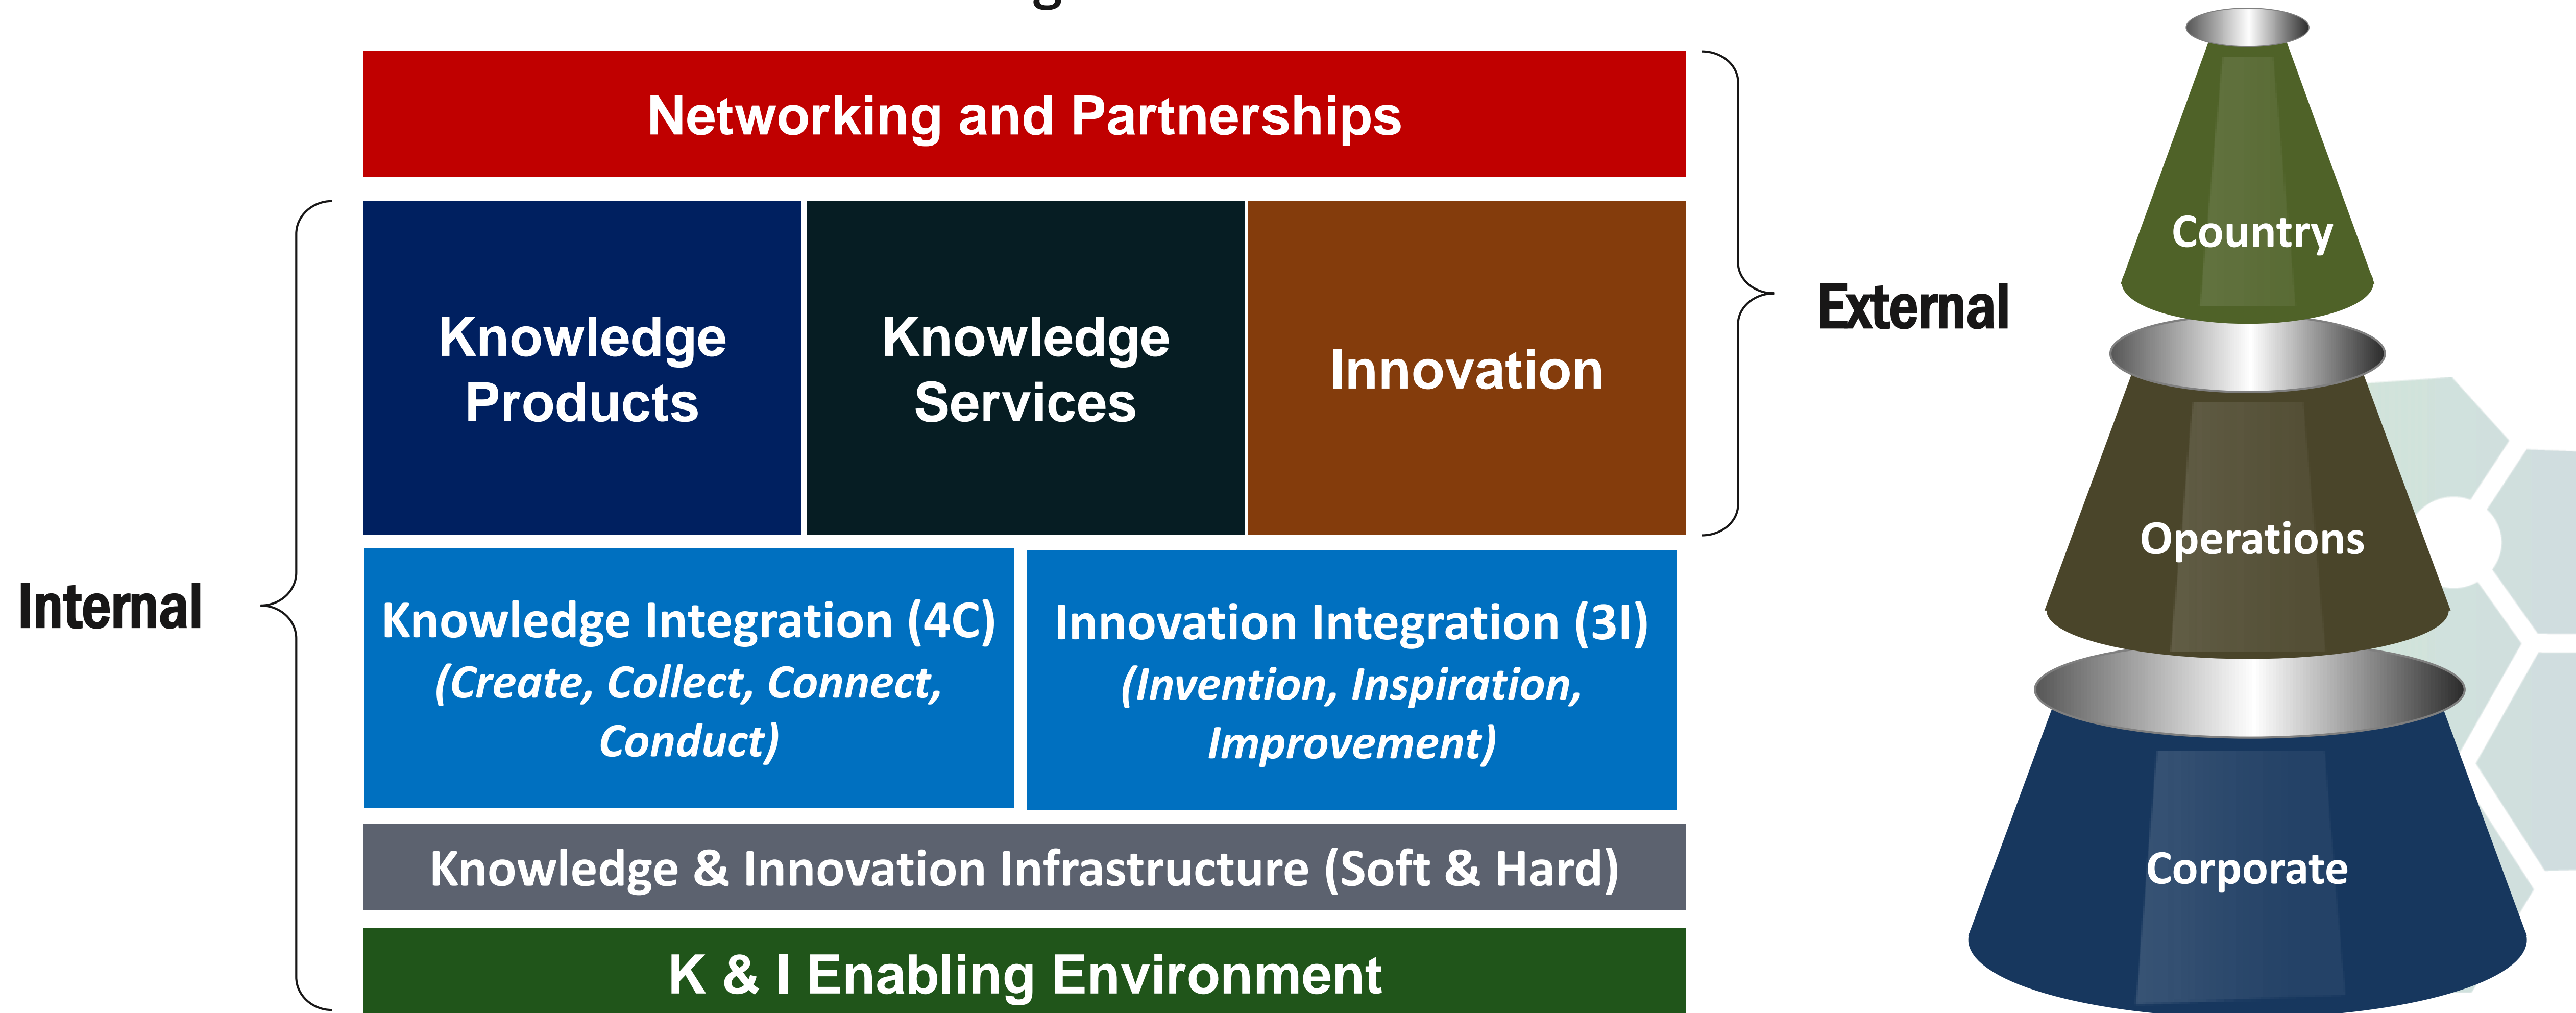 Networking and Partnerships
Knowledge
Products
Knowledge
Services
Innovation
External
Internal
Knowledge Integration (4C)
(Create, Collect, Connect,
Conduct)
Innovation Integration (3I)
(Invention, Inspiration,
Improvement)
Knowledge & Innovation Infrastructure (Soft & Hard)
K & I Enabling Environment
Country
Operations
Corporate